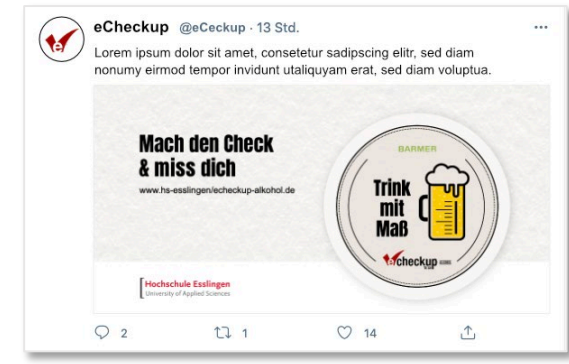 eCheckup @eCeckup · 13 Std.
Lorem ipsum dolor sit amet, consetetur sadipscing elitr, sed diam
nonumy eirmod tempor invidunt utaliquyam erat, sed diam voluptua.
Mach den Check
& miss dich
www.hs-esslingen/echeckup-alkohol.de
BARMER
Trink
mit
Maß
echeckup
Hochschule Esslingen
University of Applied Sciences
2 1 14